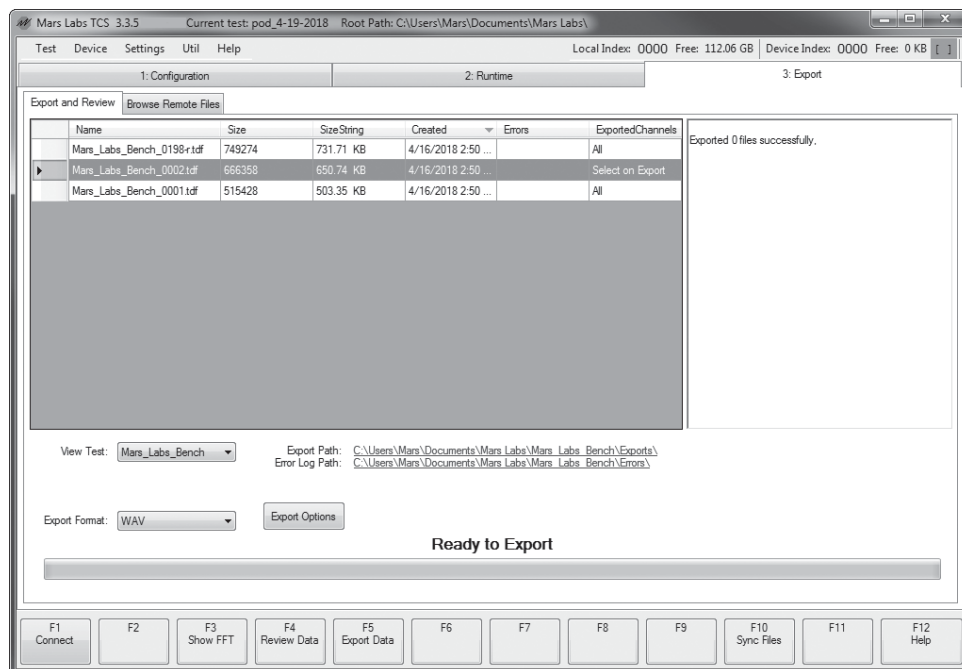 Mars Labs TCS 3.3.5 Current test: pod_4-19-2018 Root Path: C:\Users\Mars\Documents\Mars Labs\
Test Device Settings Util Help Local Index: 0000 Free: 112.06 GB Device Index: 0000 Free: 0 KB [ ]
1: Configuration 2: Runtime 3: Export
Export and Review Browse Remote Files
Name Size SizeString Created Errors ExportedChannels
Mars_Labs_Bench_0198-r.tdf 749274 731.71 KB 4/16/2018 2:50 ... All
Mars_Labs_Bench_0002.tdf 666358 650.74 KB 4/16/2018 2:50 ... Select on Export
Mars_Labs_Bench_0001.tdf 515428 503.35 KB 4/16/2018 2:50 ... All
Exported 0 files successfully,
View Test: Mars_Labs_Bench Export Path: C:\Users\Mars\Documents\Mars Labs\Mars_Labs_Bench\Exports\
Error Log Path: C:\Users\Mars\Documents\Mars Labs\Mars_Labs_Bench\Errors\
Export Format: WAV Export Options
Ready to Export
F1 F2 F3 F4 F5 F6 F7 F8 F9 F10 F11 F12
Connect Show FFT Review Data Export Data Sync Files Help